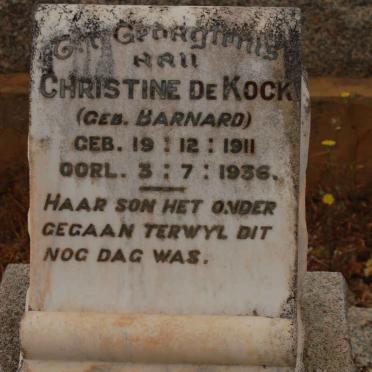 Ter Gedagtenis
aan
Christine De Kock
(Geb. Barnard)
Geb. 19 : 12 : 1911
Oorl. 3 : 7 : 1936.
Haar son het onder
gegaan terwyl dit
nog dag was.